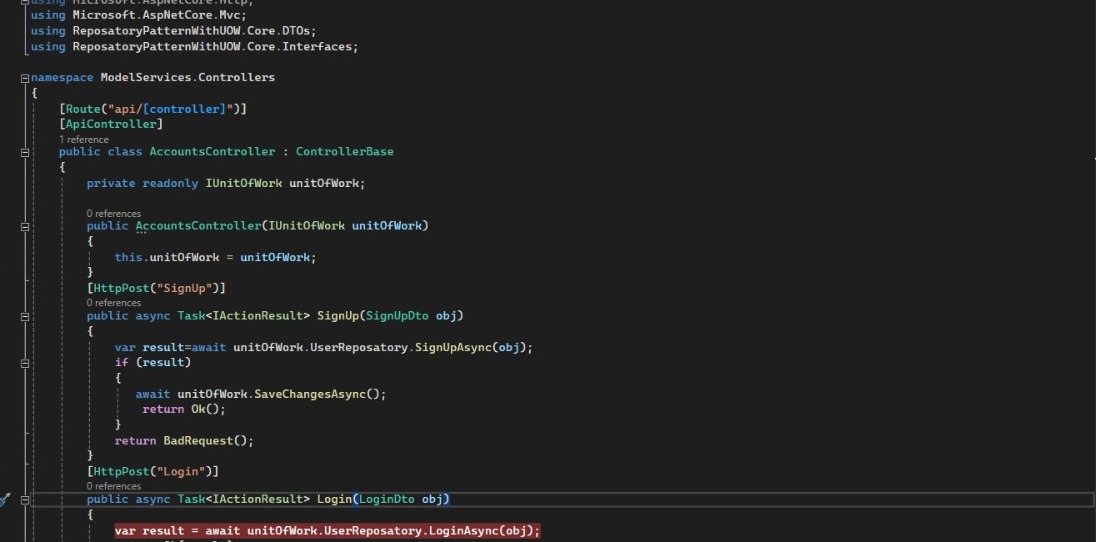 using Microsoft.AspNetCore.Http;
using Microsoft.AspNetCore.Mvc;
using ReposatoryPatternWithUOW.Core.DTOs;
using ReposatoryPatternWithUOW.Core.Interfaces;
namespace ModelServices.Controllers
{
[Route("api/[controller]")]
[ApiController]
1 reference
public class AccountsController : ControllerBase
{
private readonly IUnitOfWork unitOfWork;
0 references
public AccountsController(IUnitOfWork unitOfWork)
{
this.unitOfWork = unitOfWork;
}
[HttpPost("SignUp")]
0 references
public async Task<IActionResult> SignUp(SignUpDto obj)
{
var result=await unitOfWork.UserReposatory.SignUpAsync(obj);
if (result)
{
await unitOfWork.SaveChangesAsync();
return Ok();
}
return BadRequest();
}
[HttpPost("Login")]
0 references
public async Task<IActionResult> Login(LoginDto obj)
{
var result = await unitOfWork.UserReposatory.LoginAsync(obj);